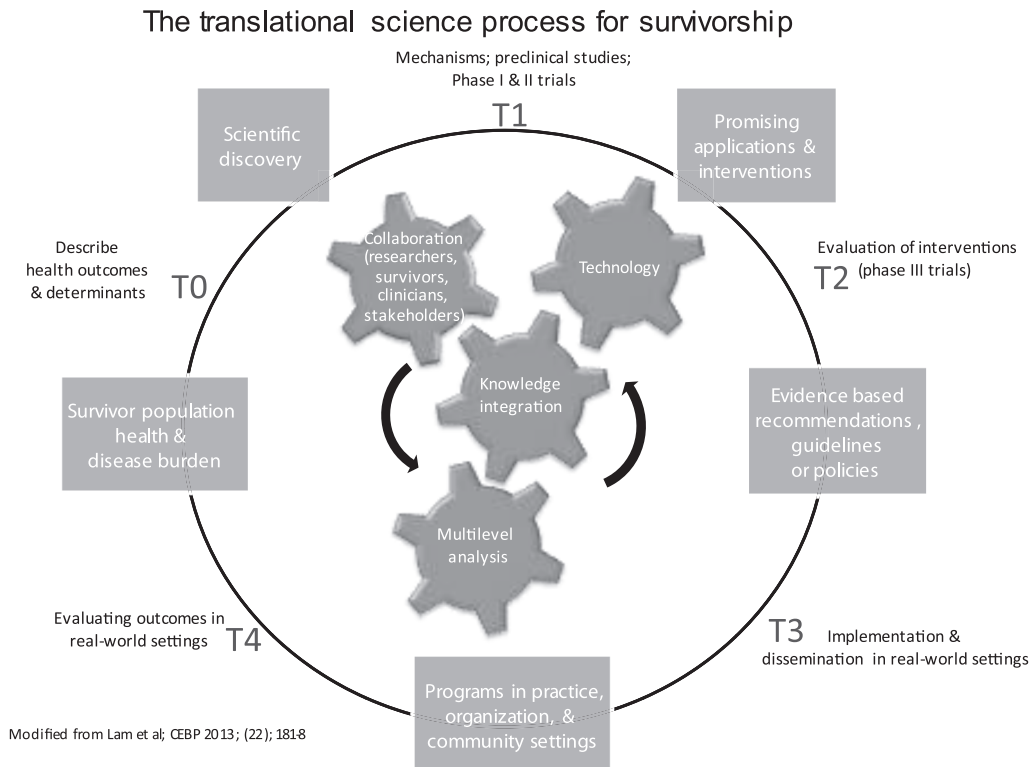 The translational science process for survivorship
Mechanisms; preclinical studies;
Phase I & II trials
T1
Scientific
discovery
Promising
applications &
interventions
Describe
health outcomes
& determinants
T0
Collaboration
(researchers,
survivors,
clinicians,
stakeholders)
Technology
Evaluation of interventions
(phase III trials)
T2
Knowledge
integration
Survivor population
health &
disease burden
Evidence based
recommendations ,
guidelines
or policies
Multilevel
analysis
Evaluating outcomes in
real-world settings
T4
T3
Implementation &
dissemination in real-world settings
Programs in practice,
organization, &
community settings
Modified from Lam et al; CEBP 2013; (22); 181-8